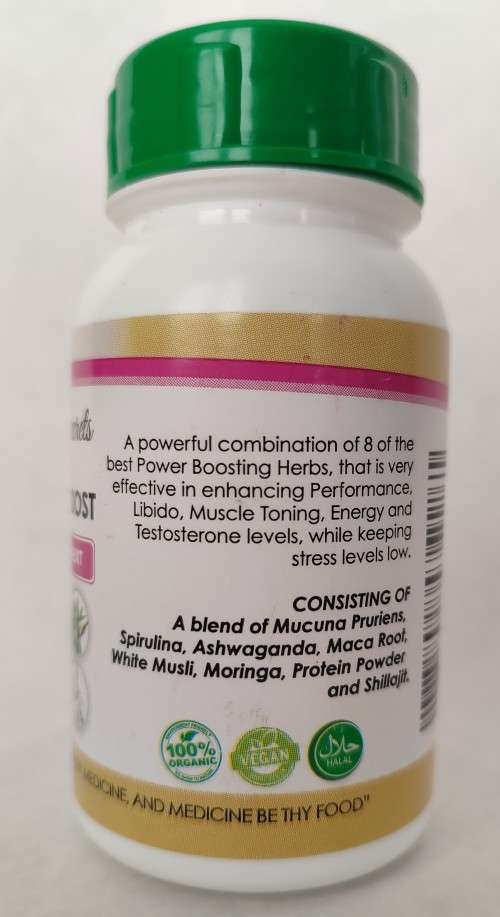 A powerful combination of 8 of the
best Power Boosting Herbs, that is very
effective in enhancing Performance,
Libido, Muscle Toning, Energy and
Testosterone levels, while keeping
stress levels low.
CONSISTING OF
A blend of Mucuna Pruriens,
Spirulina, Ashwaganda, Maca Root,
White Musli, Moringa, Protein Powder
and Shillajit.
100%
ORGANIC
VEGAN
حلال
HALAL
MEDICINE, AND MEDICINE BE THY FOOD"